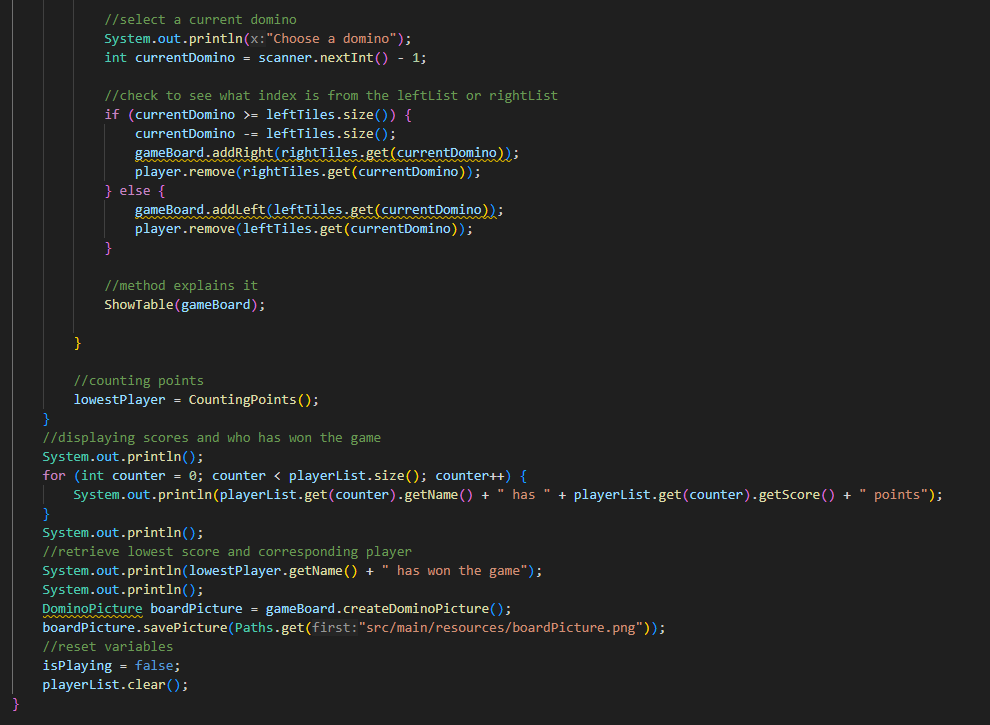 //select a current domino
System.out.println(x:"Choose a domino");
int currentDomino = scanner.nextInt() - 1;
//check to see what index is from the leftList or rightList
if (currentDomino >= leftTiles.size()) {
currentDomino -= leftTiles.size();
gameBoard.addRight(rightTiles.get(currentDomino));
player.remove(rightTiles.get(currentDomino));
} else {
gameBoard.addLeft(leftTiles.get(currentDomino));
player.remove(leftTiles.get(currentDomino));
}
//method explains it
ShowTable(gameBoard);
}
//counting points
lowestPlayer = CountingPoints();
}
//displaying scores and who has won the game
System.out.println();
for (int counter = 0; counter < playerList.size(); counter++) {
System.out.println(playerList.get(counter).getName() + " has " + playerList.get(counter).getScore() + " points");
}
System.out.println();
//retrieve lowest score and corresponding player
System.out.println(lowestPlayer.getName() + " has won the game");
System.out.println();
DominoPicture boardPicture = gameBoard.createDominoPicture();
boardPicture.savePicture(Paths.get(first:"src/main/resources/boardPicture.png"));
//reset variables
isPlaying = false;
playerList.clear();
}